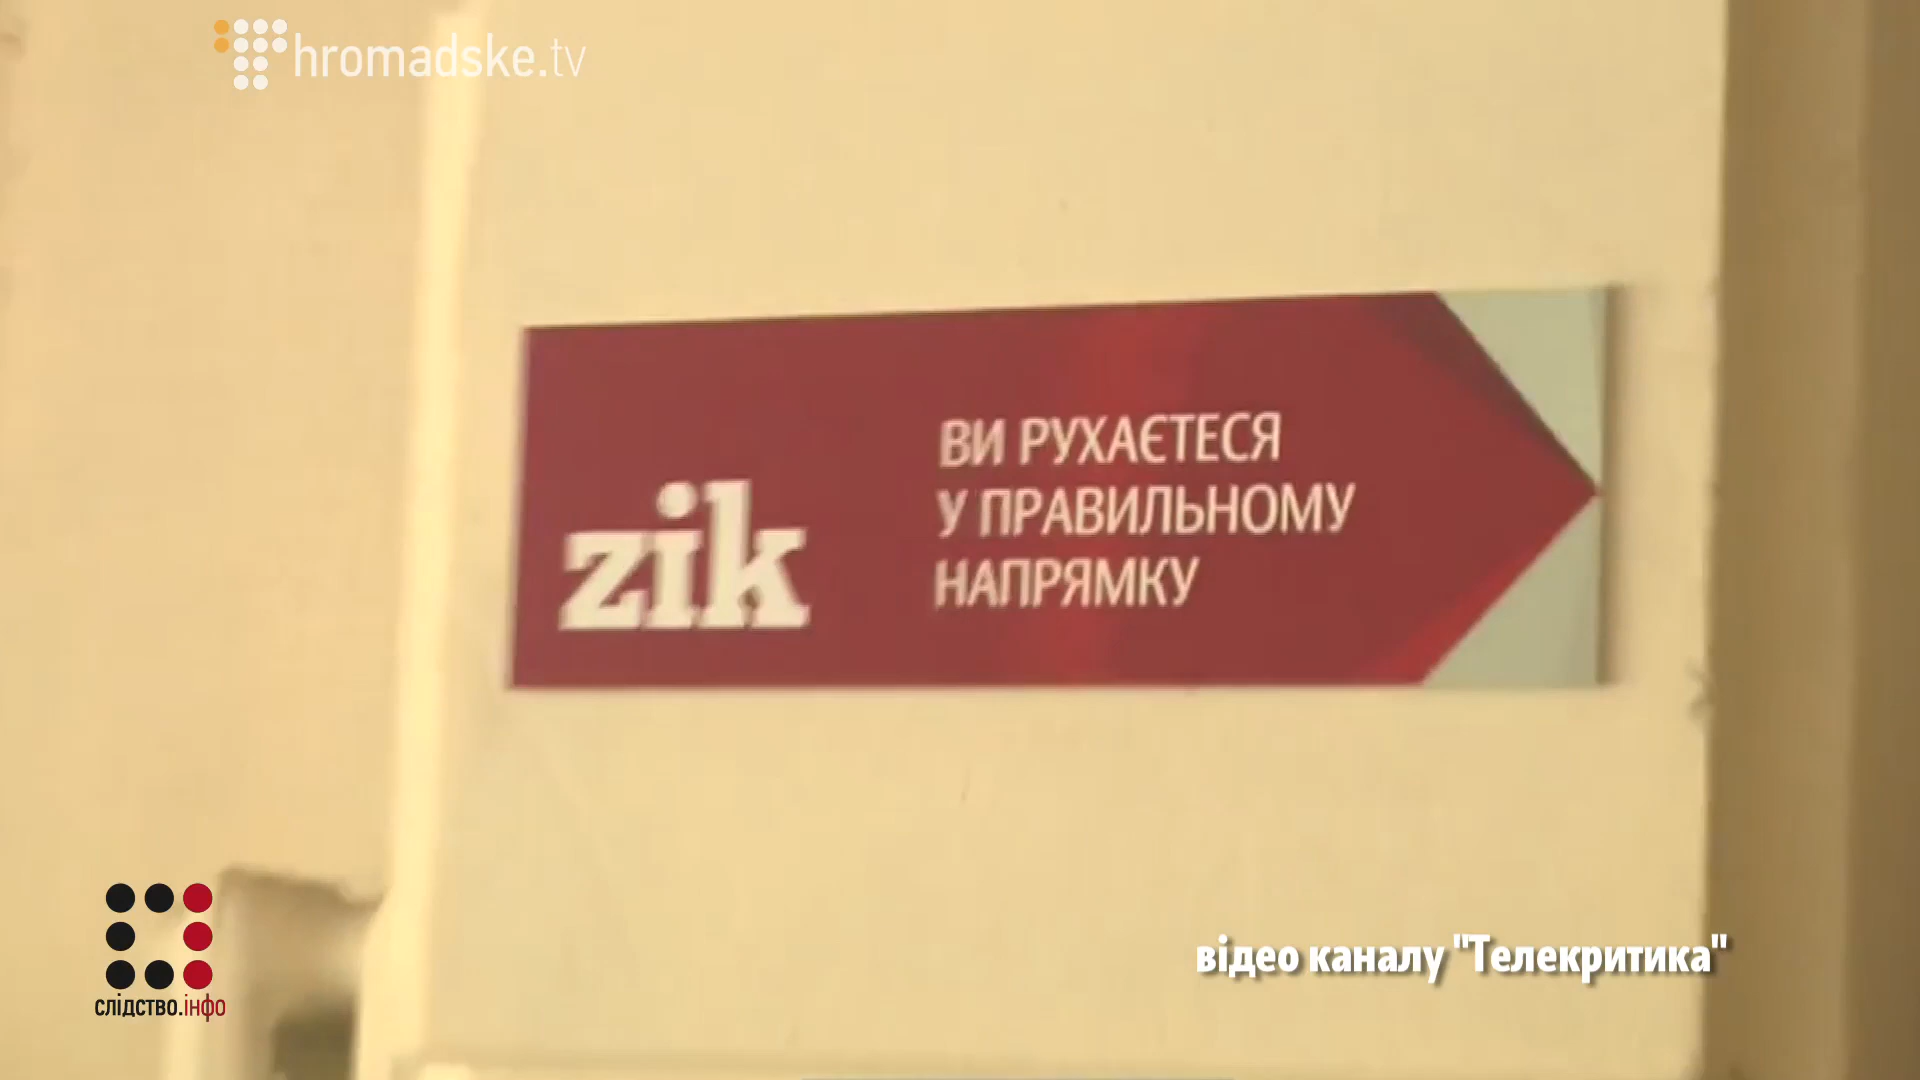 hromadske.tv
zik
ВИ РУХАЄТЕСЯ
У ПРАВИЛЬНОМУ
НАПРЯМКУ
відео каналу "Телекритика"
слідство.інфо